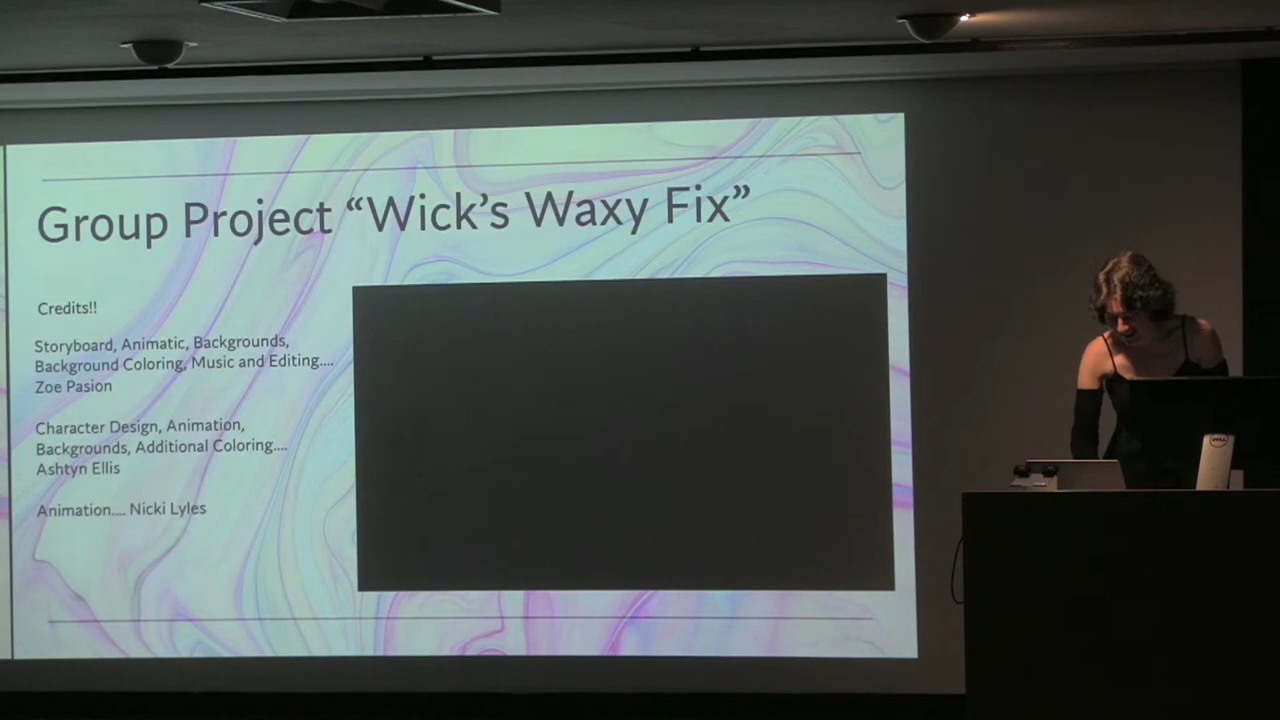 Group Project “Wick’s Waxy Fix”
Credits!!
Storyboard, Animatic, Backgrounds,
Background Coloring, Music and Editing....
Zoe Pasion
Character Design, Animation,
Backgrounds, Additional Coloring....
Ashtyn Ellis
Animation.... Nicki Lyles
DELL